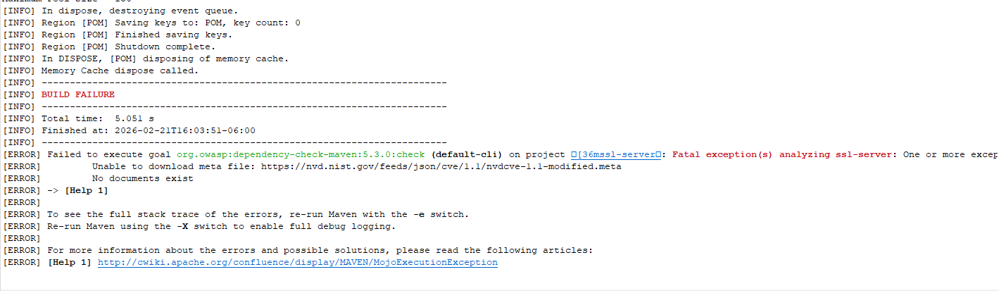 [INFO] In dispose, destroying event queue.
[INFO] Region [POM] Saving keys to: POM, key count: 0
[INFO] Region [POM] Finished saving keys.
[INFO] Region [POM] Shutdown complete.
[INFO] In DISPOSE, [POM] disposing of memory cache.
[INFO] Memory Cache dispose called.
[INFO] ------------------------------------------------------------------------
[INFO] BUILD FAILURE
[INFO] ------------------------------------------------------------------------
[INFO] Total time:  5.051 s
[INFO] Finished at: 2026-02-21T16:03:51-06:00
[INFO] ------------------------------------------------------------------------
[ERROR] Failed to execute goal org.owasp:dependency-check-maven:5.3.0:check (default-cli) on project □[36mssl-server□: Fatal exception(s) analyzing ssl-server: One or more excep
[ERROR]         Unable to download meta file: https://nvd.nist.gov/feeds/json/cve/1.1/nvdcve-1.1-modified.meta
[ERROR]         No documents exist
[ERROR] -> [Help 1]
[ERROR]
[ERROR] To see the full stack trace of the errors, re-run Maven with the -e switch.
[ERROR] Re-run Maven using the -X switch to enable full debug logging.
[ERROR]
[ERROR] For more information about the errors and possible solutions, please read the following articles:
[ERROR] [Help 1] http://cwiki.apache.org/confluence/display/MAVEN/MojoExecutionException